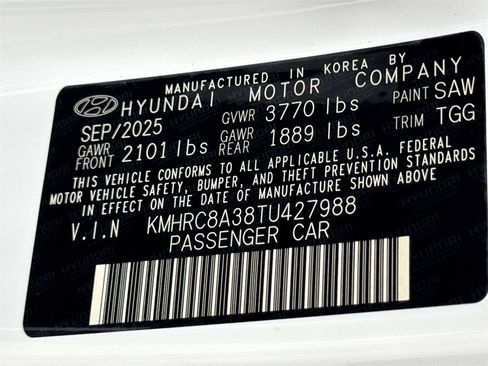 MANUFACTURED IN KOREA BY
HYUNDAI MOTOR COMPANY
SEP/2025 GVWR 3770 lbs PAINT SAW
GAWR FRONT 2101 lbs GAWR REAR 1889 lbs TRIM TGG
THIS VEHICLE CONFORMS TO ALL APPLICABLE U.S.A. FEDERAL
MOTOR VEHICLE SAFETY, BUMPER, AND THEFT PREVENTION STANDARDS
IN EFFECT ON THE DATE OF MANUFACTURE SHOWN ABOVE.
V.I.N KMHRC8A38TU427988
PASSENGER CAR